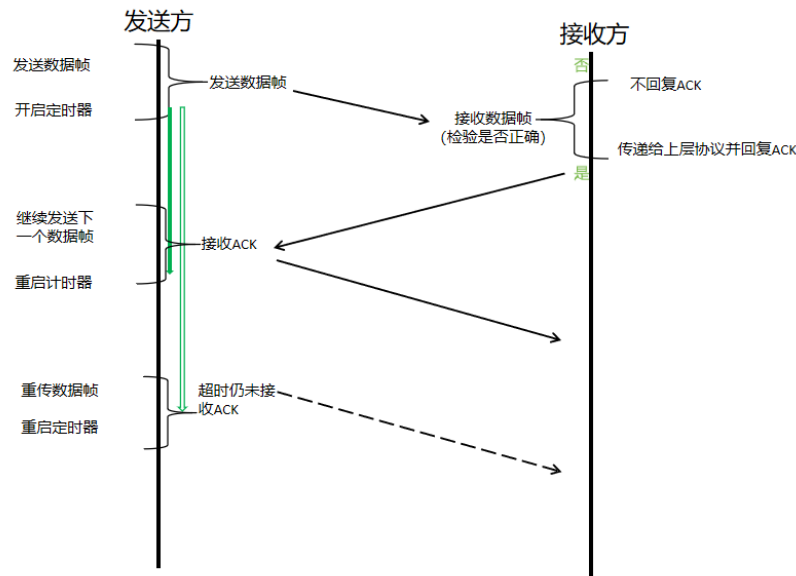 发送方
接收方
发送数据帧
开启定时器
发送数据帧
否
不回复ACK
接收数据帧
(检验是否正确)
传递给上层协议并回复ACK
是
继续发送下
一个数据帧
重启计时器
接收ACK
重传数据帧
重启定时器
超时仍未接
收ACK